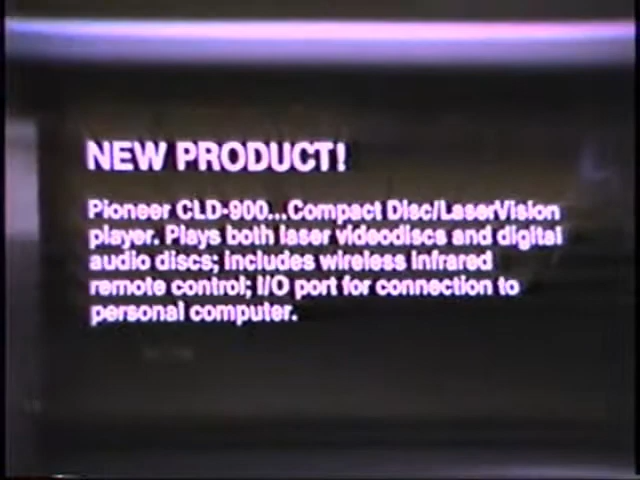 NEW PRODUCT!
Pioneer CLD-900...Compact Disc/LaserVision
player. Plays both laser videodiscs and digital
audio discs; includes wireless infrared
remote control; I/O port for connection to
personal computer.